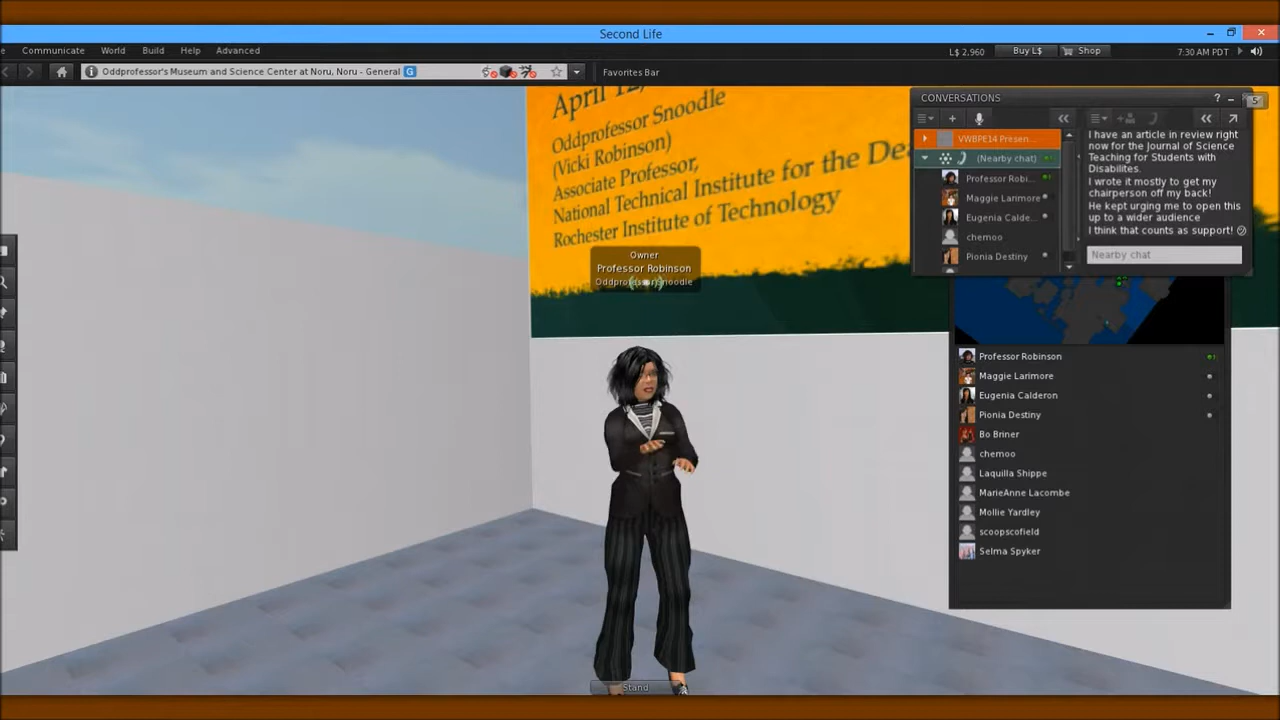 Second Life
Communicate World Build Help Advanced
L$ 2,960 Buy L$ Shop 7:30 AM PDT
Oddprofessor's Museum and Science Center at Noru, Noru - General G
Favorites Bar
April 12,
Oddprofessor Snoodle
(Vicki Robinson)
Associate Professor,
National Technical Institute for the Dea
Rochester Institute of Technology
Owner
Professor Robinson
Oddprofessor Snoodle
Stand
CONVERSATIONS
5
VWBPE14 Presen...
(Nearby chat)
Professor Robi...
Maggie Larimore
Eugenia Calde...
chemoo
Pionia Destiny
I have an article in review right
now for the Journal of Science
Teaching for Students with
Disabilites.
I wrote it mostly to get my
chairperson off my back!
He kept urging me to open this
up to a wider audience
I think that counts as support!
Nearby chat
Professor Robinson
Maggie Larimore
Eugenia Calderon
Pionia Destiny
Bo Briner
chemoo
Laquilla Shippe
MarieAnne Lacombe
Mollie Yardley
scoopscofield
Selma Spyker